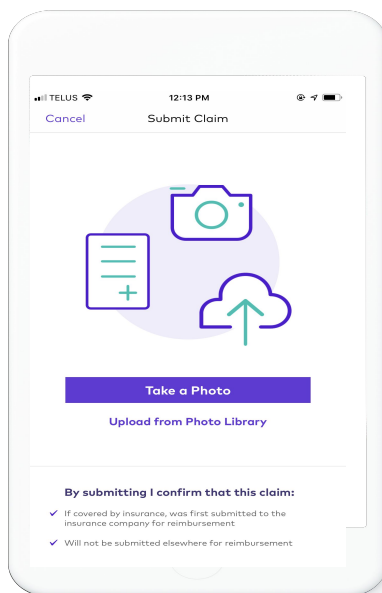 TELUS 12:13 PM
Cancel Submit Claim
Take a Photo
Upload from Photo Library
By submitting I confirm that this claim:
If covered by insurance, was first submitted to the
insurance company for reimbursement
Will not be submitted elsewhere for reimbursement